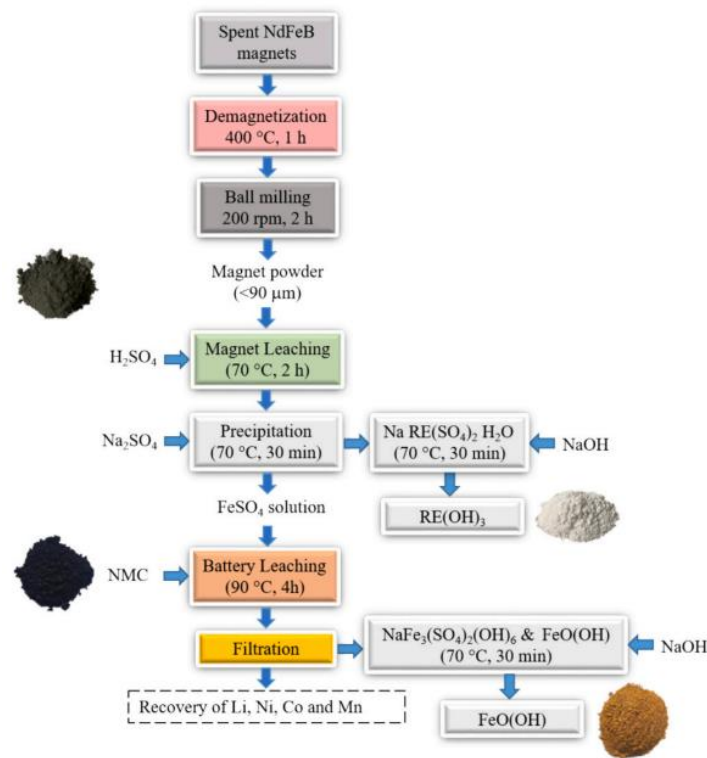 Spent NdFeB
magnets
Demagnetization
400 °C, 1 h
Ball milling
200 rpm, 2 h
Magnet powder
(<90 μm)
H₂SO₄
Magnet Leaching
(70 °C, 2 h)
Na₂SO₄
Precipitation
(70 °C, 30 min)
Na RE(SO₄)₂ H₂O
(70 °C, 30 min)
NaOH
FeSO₄ solution
RE(OH)₃
NMC
Battery Leaching
(90 °C, 4h)
Filtration
NaFe₃(SO₄)₂(OH)₆ & FeO(OH)
(70 °C, 30 min)
NaOH
Recovery of Li, Ni, Co and Mn
FeO(OH)